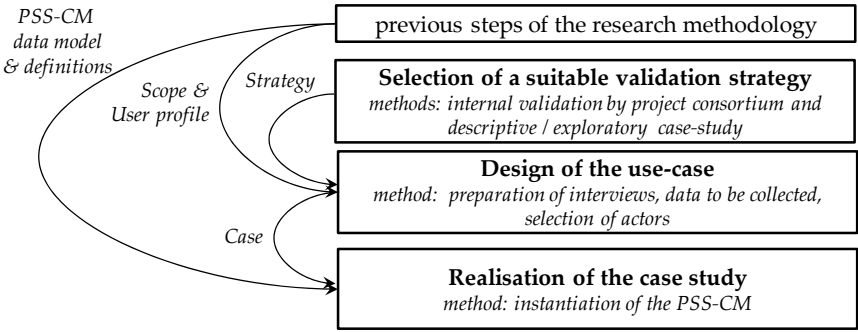 PSS-CM
data model
& definitions
Scope &
User profile
Strategy
Case
previous steps of the research methodology
Selection of a suitable validation strategy
methods: internal validation by project consortium and
descriptive / exploratory case-study
Design of the use-case
method: preparation of interviews, data to be collected,
selection of actors
Realisation of the case study
method: instantiation of the PSS-CM